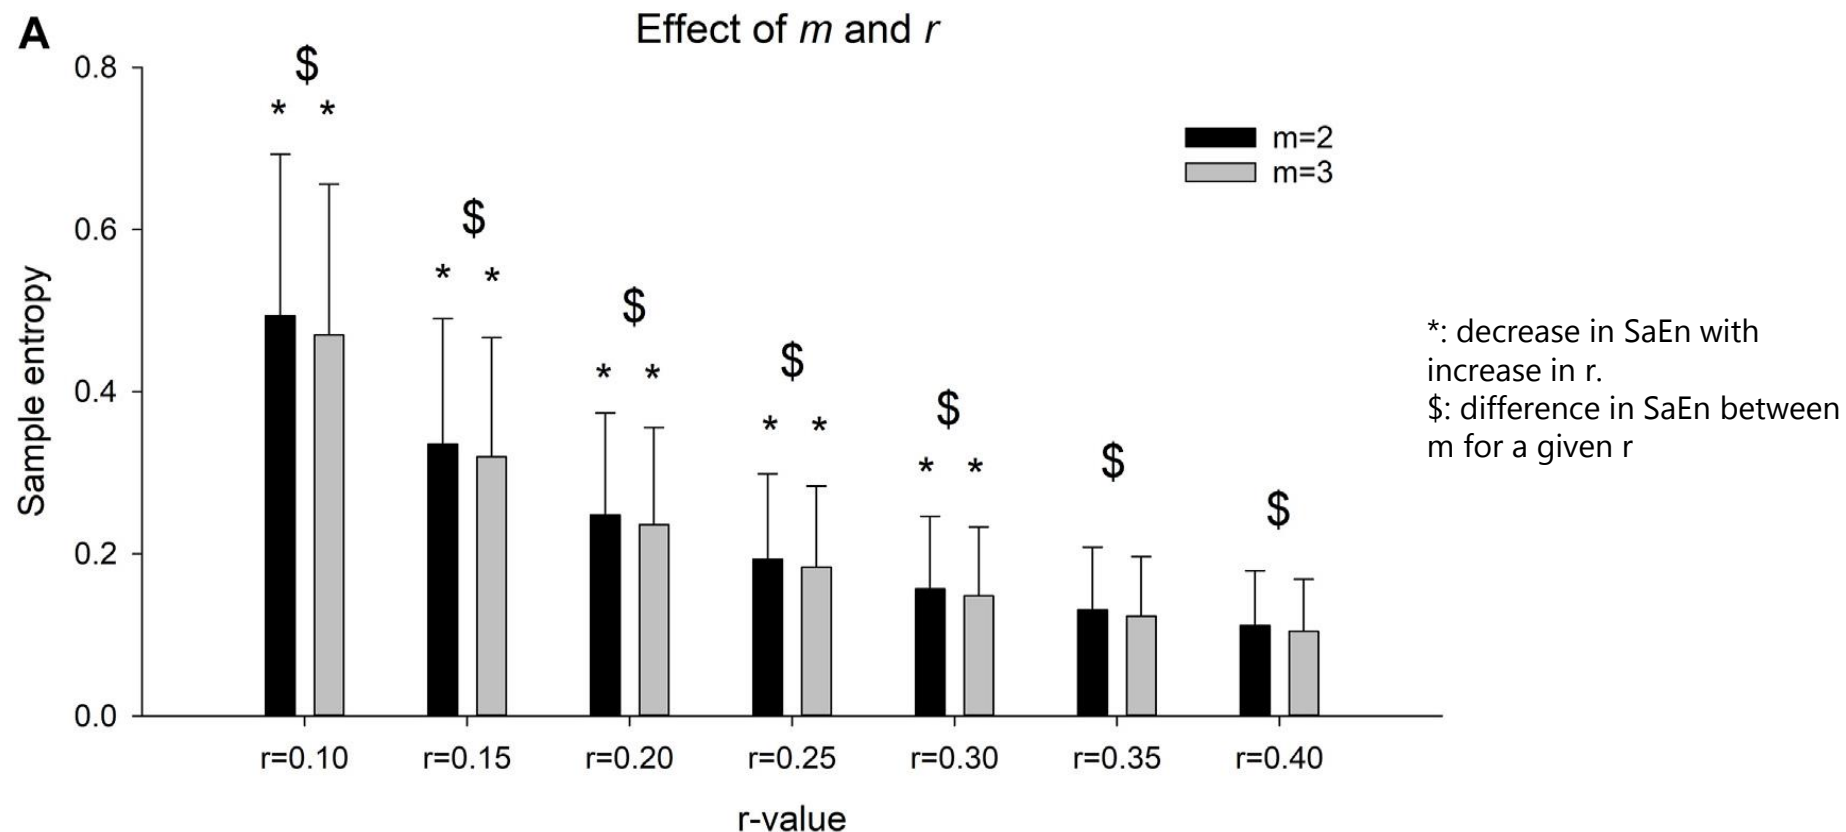 A
Effect of m and r
0.8
0.6
0.4
0.2
0.0
Sample entropy
$
* *
$
* *
$
* *
$
* *
$
* *
$
$
m=2
m=3
*: decrease in SaEn with
increase in r.
$: difference in SaEn between
m for a given r
r=0.10 r=0.15 r=0.20 r=0.25 r=0.30 r=0.35 r=0.40
r-value